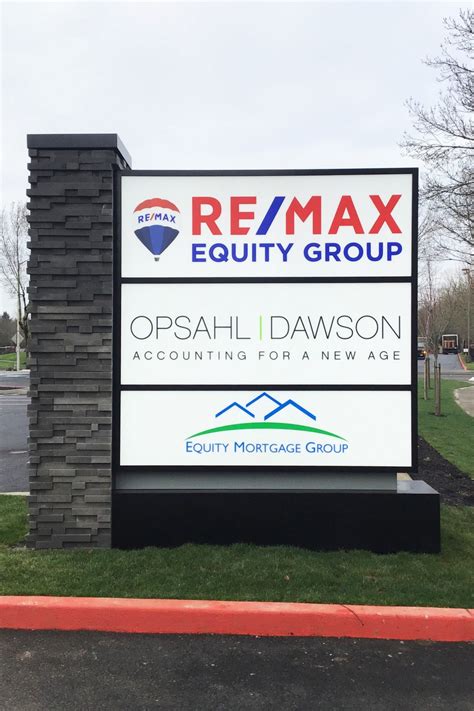 RE/MAX
RE/MAX
EQUITY GROUP
OPSAHL | DAWSON
ACCOUNTING FOR A NEW AGE
EQUITY MORTGAGE GROUP